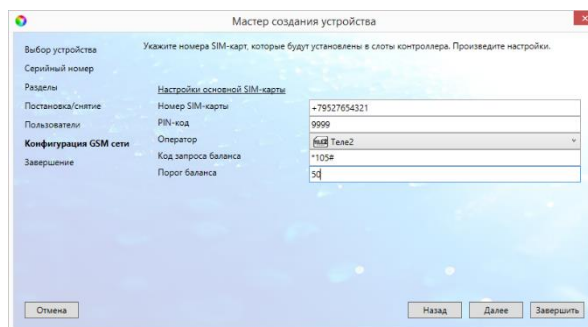 Мастер создания устройства
Укажите номера SIM-карт, которые будут установлены в слоты контроллера. Произведите настройки.
Выбор устройства
Серийный номер
Разделы
Постановка/снятие
Пользователи
Конфигурация GSM сети
Завершение
Настройки основной SIM-карты
Номер SIM-карты +79527654321
PIN-код 9999
Оператор Теле2
Код запроса баланса *105#
Порог баланса 50
Отмена Назад Далее Завершить